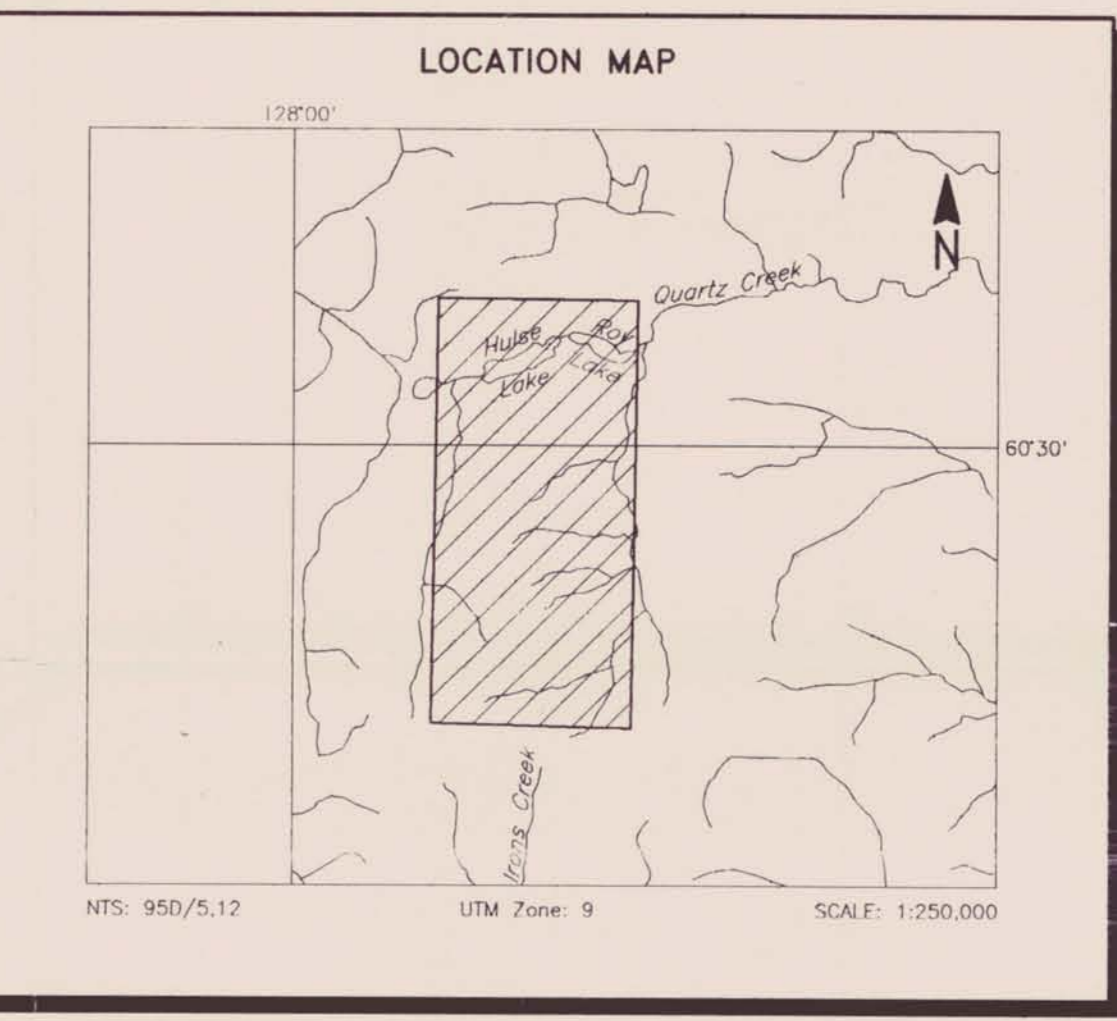 LOCATION MAP
128°00'
N
Quartz Creek
Hulse
Lake
Roy
Lake
60°30'
Irons Creek
NTS: 95D/5,12
UTM Zone: 9
SCALE: 1:250,000